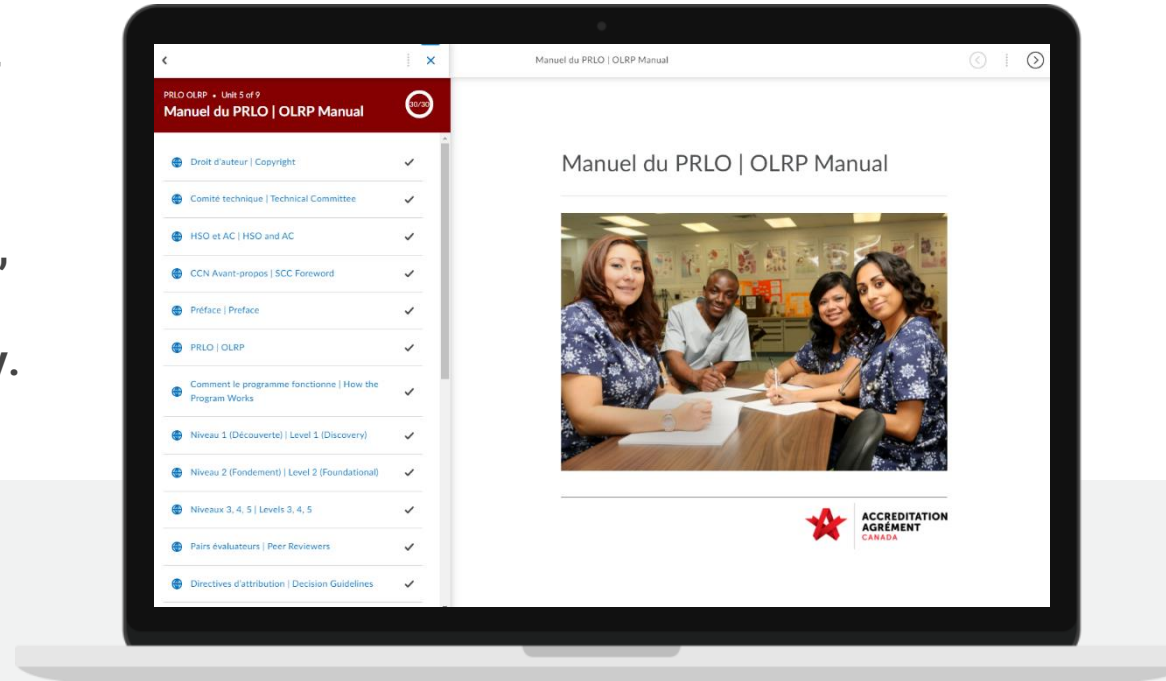 Manuel du PRLO | OLRP Manual
PRLO OLRP • Unit 5 of 9
Manuel du PRLO | OLRP Manual
30/30
Droit d'auteur | Copyright
Comité technique | Technical Committee
HSO et AC | HSO and AC
CCN Avant-propos | SCC Foreword
Préface | Preface
PRLO | OLRP
Comment le programme fonctionne | How the
Program Works
Niveau 1 (Découverte) | Level 1 (Discovery)
Niveau 2 (Fondement) | Level 2 (Foundational)
Niveaux 3, 4, 5 | Levels 3, 4, 5
Pairs évaluateurs | Peer Reviewers
Directives d'attribution | Decision Guidelines
Manuel du PRLO | OLRP Manual
ACCREDITATION
AGRÉMENT
CANADA